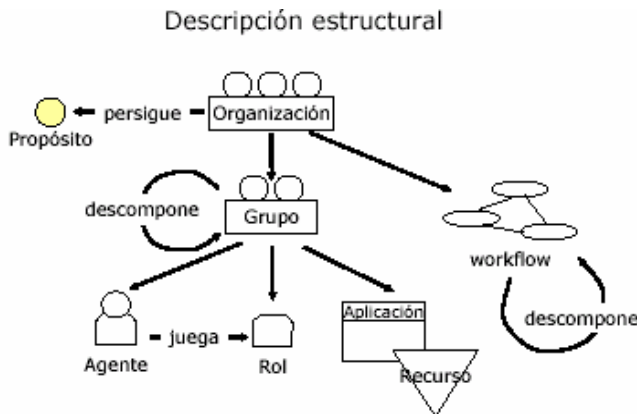 Descripción estructural
Organización
persigue
Propósito
descompone
Grupo
workflow
Aplicación
descompone
juega
Agente
Rol
Recurso